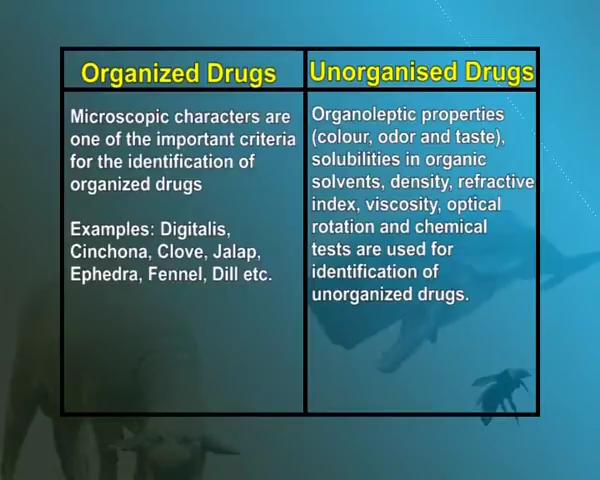 Organized Drugs
Unorganised Drugs
Microscopic characters are
one of the important criteria
for the identification of
organized drugs
Examples: Digitalis,
Cinchona, Clove, Jalap,
Ephedra, Fennel, Dill etc.
Organoleptic properties
(colour, odor and taste),
solubilities in organic
solvents, density, refractive
index, viscosity, optical
rotation and chemical
tests are used for
identification of
unorganized drugs.